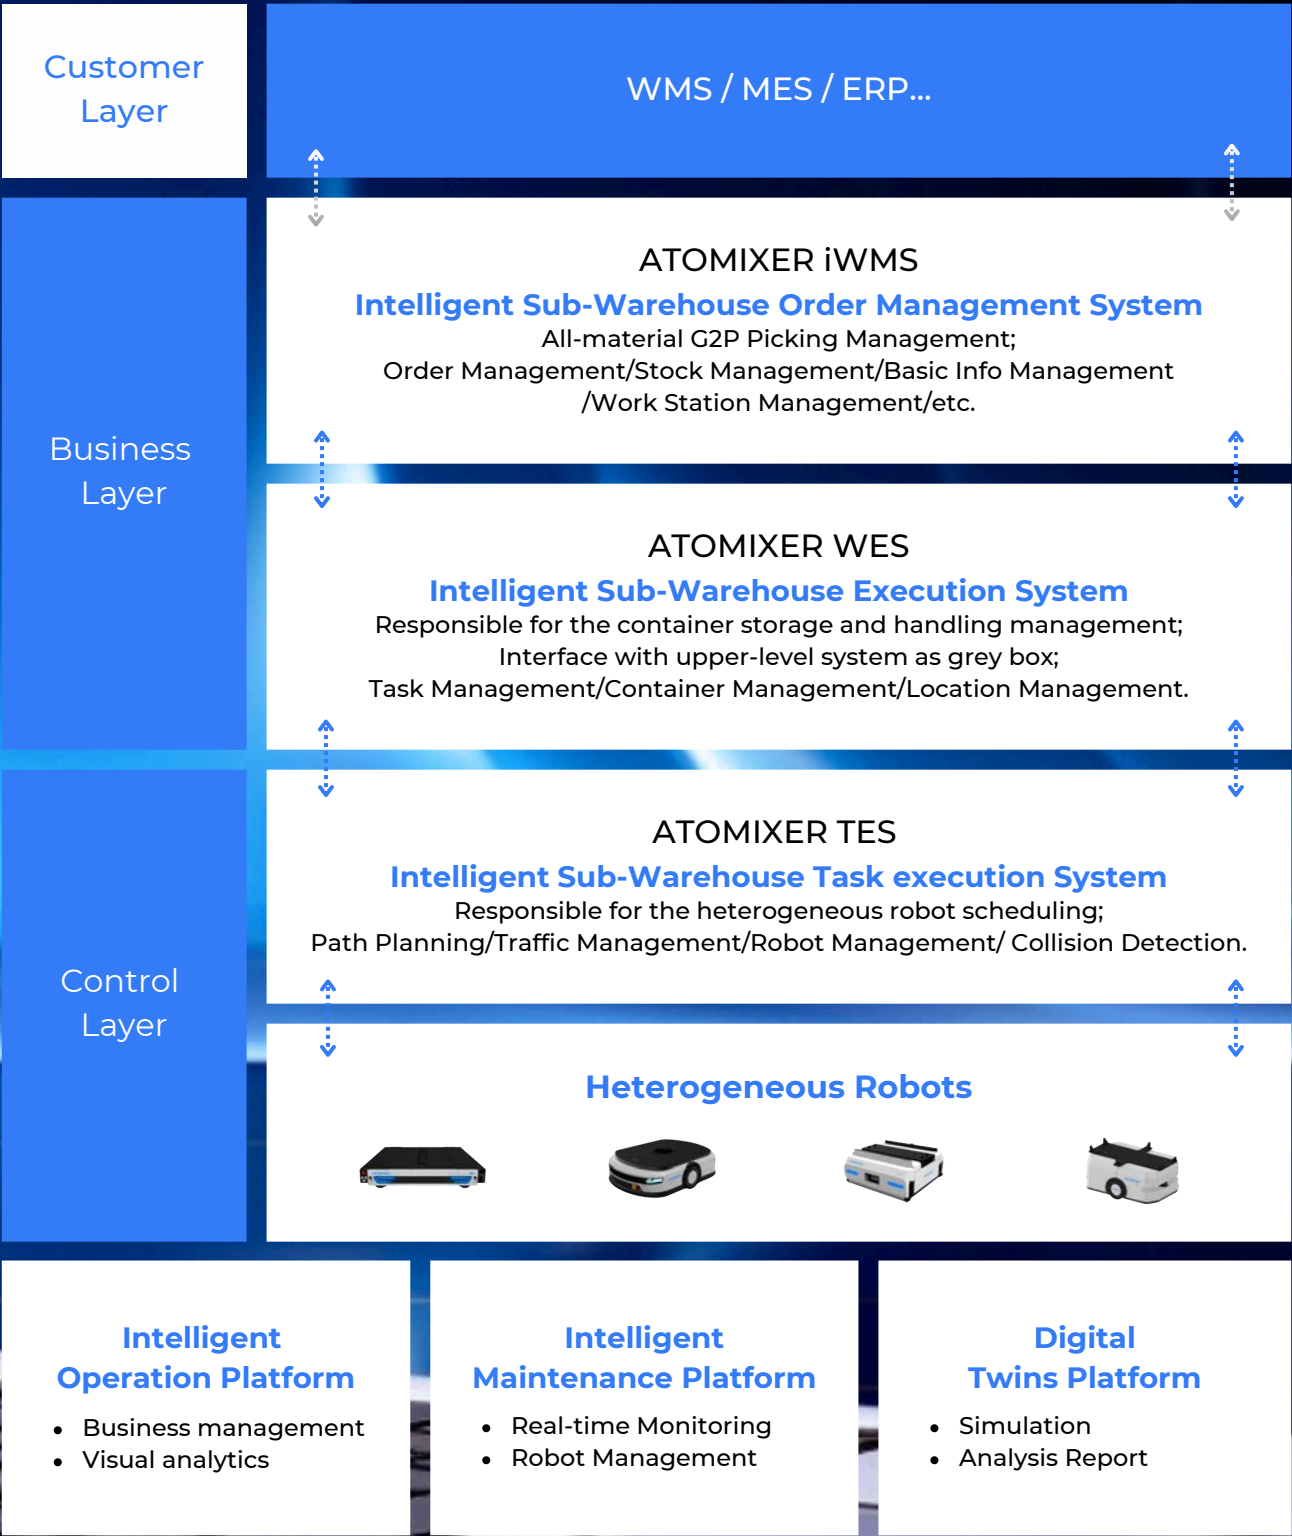 Customer
Layer
WMS / MES / ERP...
Business
Layer
ATOMIXER iWMS
Intelligent Sub-Warehouse Order Management System
All-material G2P Picking Management;
Order Management/Stock Management/Basic Info Management
/Work Station Management/etc.
ATOMIXER WES
Intelligent Sub-Warehouse Execution System
Responsible for the container storage and handling management;
Interface with upper-level system as grey box;
Task Management/Container Management/Location Management.
Control
Layer
ATOMIXER TES
Intelligent Sub-Warehouse Task execution System
Responsible for the heterogeneous robot scheduling;
Path Planning/Traffic Management/Robot Management/ Collision Detection.
Heterogeneous Robots
Intelligent
Operation Platform
• Business management
• Visual analytics
Intelligent
Maintenance Platform
• Real-time Monitoring
• Robot Management
Digital
Twins Platform
• Simulation
• Analysis Report